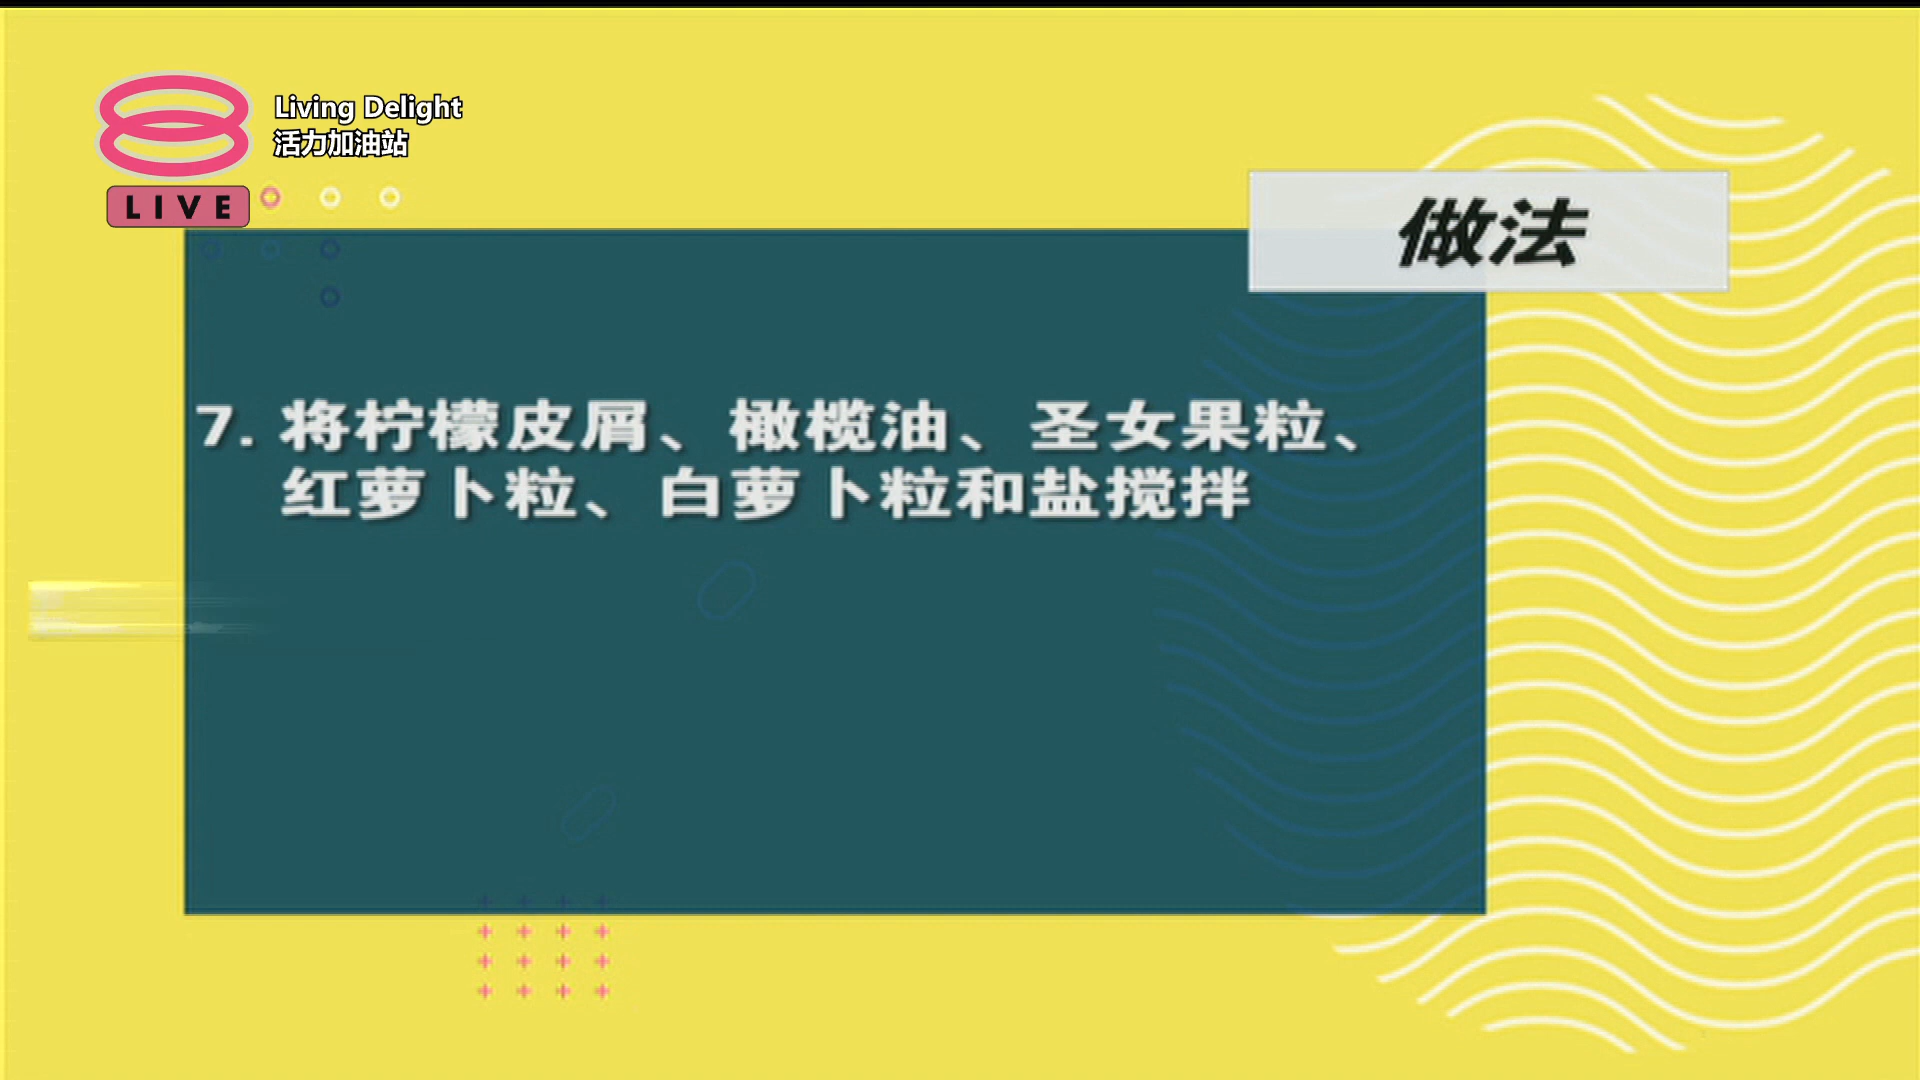 Living Delight
活力加油站
LIVE
做法
7. 将柠檬皮屑、橄榄油、圣女果粒、
红萝卜粒、白萝卜粒和盐搅拌